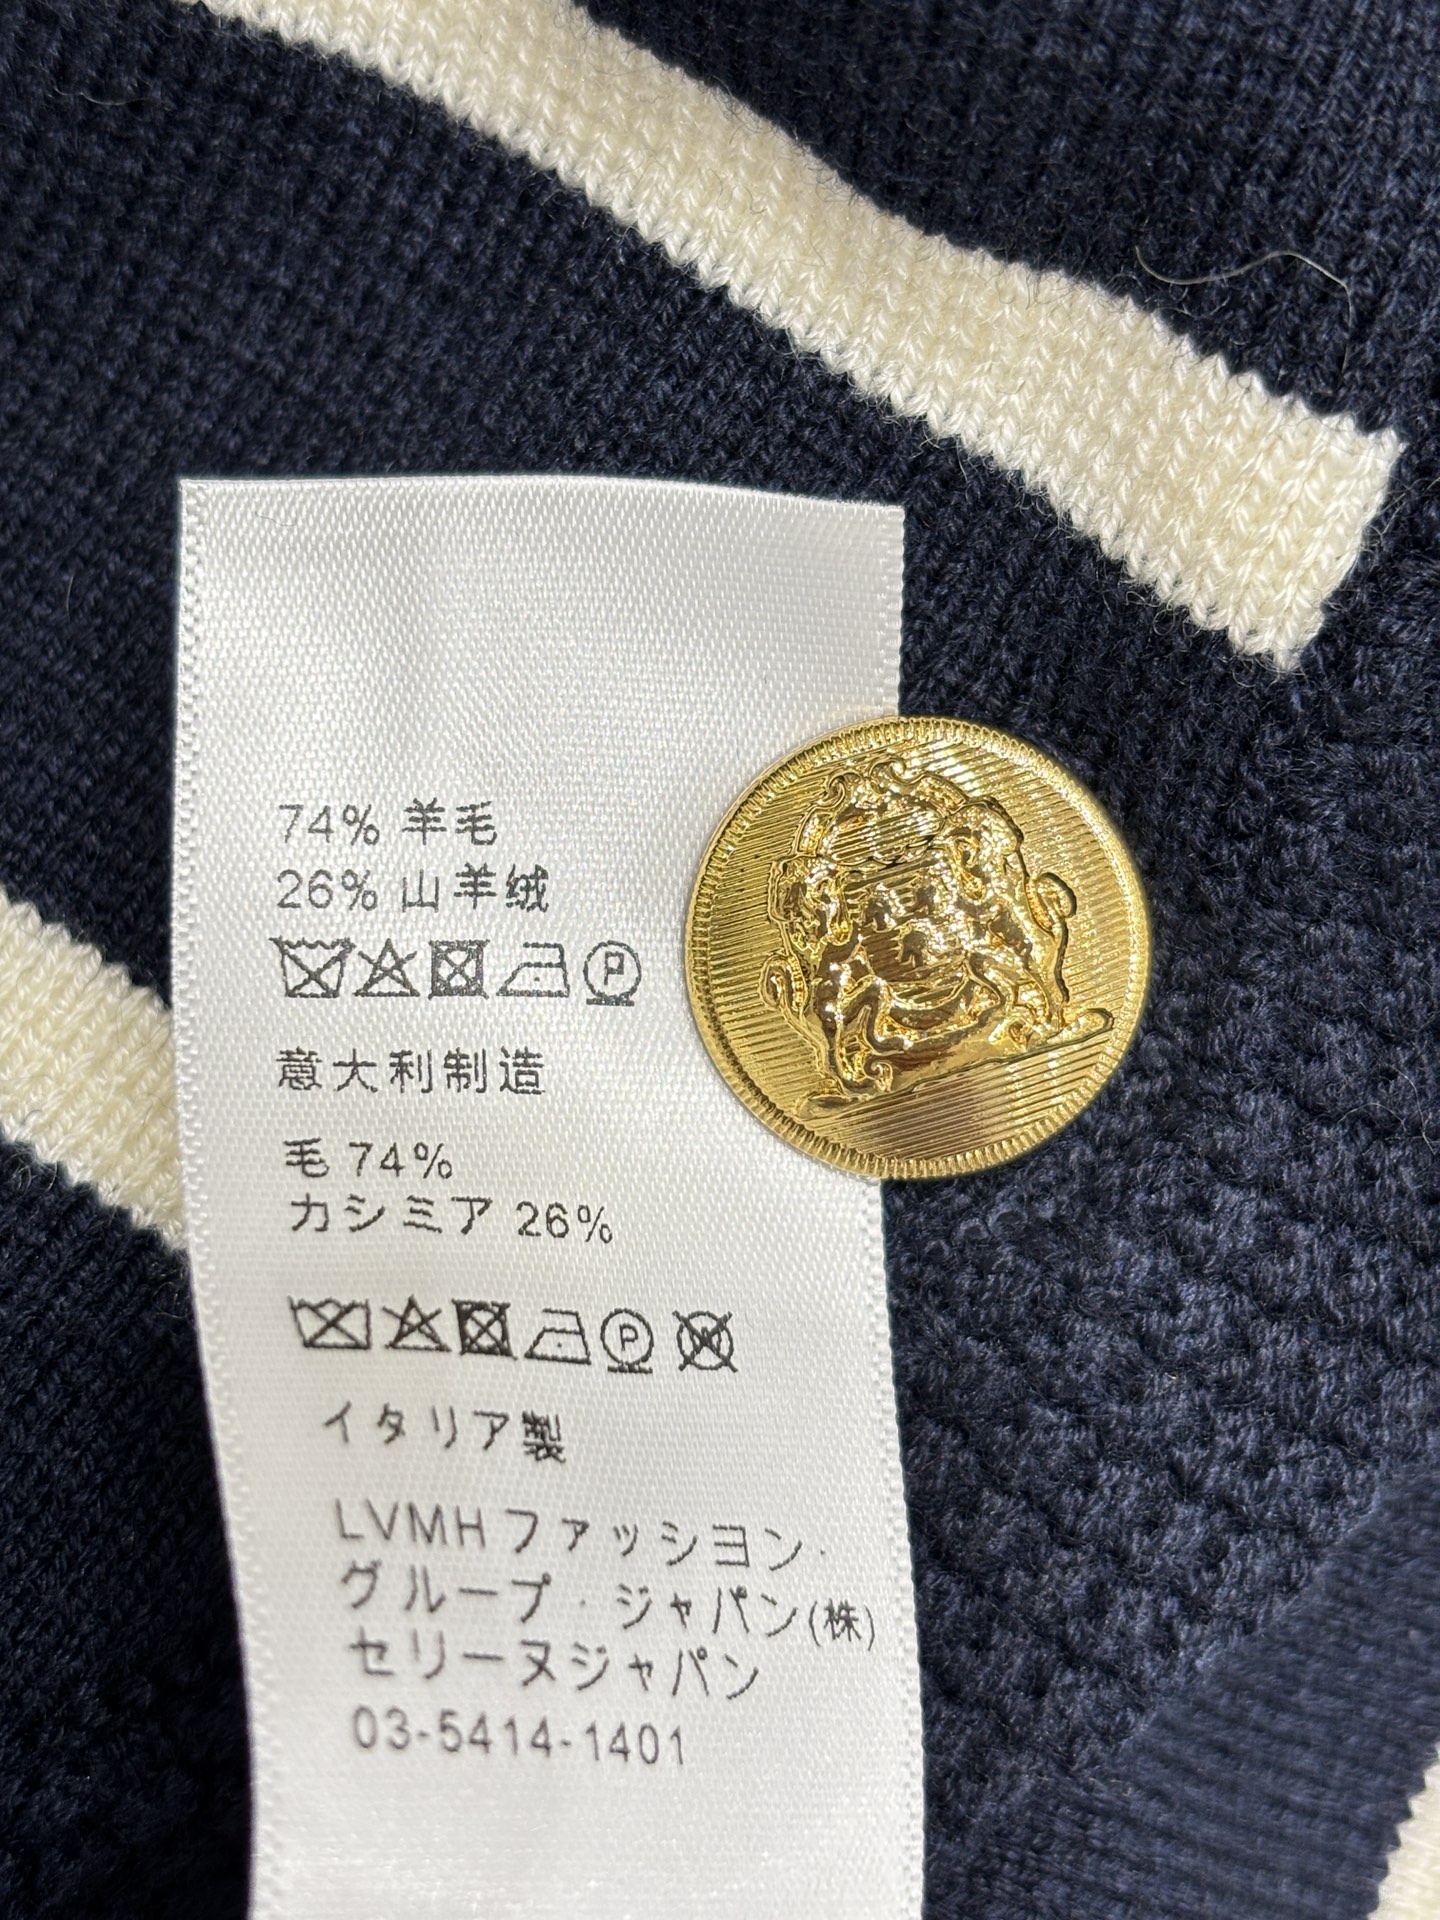 74% 羊毛
26% 山羊绒
P
意大利制造
毛 74%
カシミア 26%
P W
イタリア製
LVMHファッション・
グループ・ジャパン(株)
セリーヌジャパン
03-5414-1401